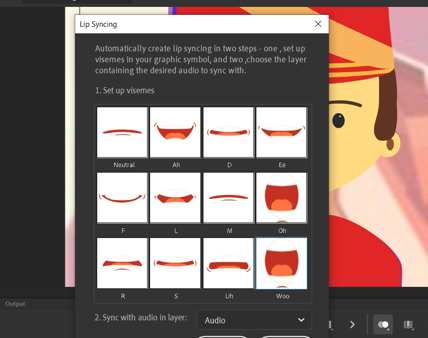 Lip Syncing
Automatically create lip syncing in two steps - one , set up
visemes in your graphic symbol, and two ,choose the layer
containing the desired audio to sync with.
1. Set up visemes
Neutral Ah D Ee
F L M Oh
R S Uh Woo
Output
2. Sync with audio in layer: Audio